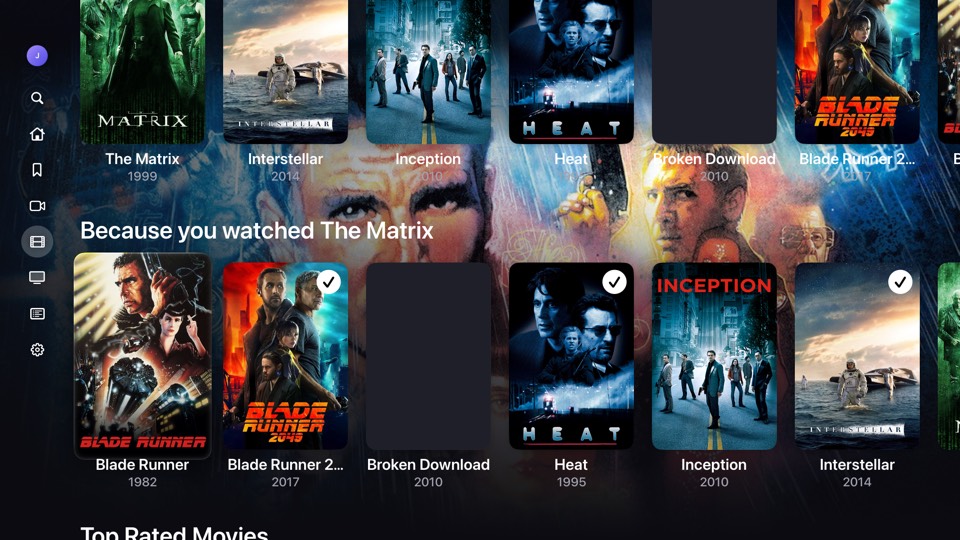 J
MATRIX
INTERSTELLAR
HEAT
BLADE
RUNNER
2049
The Matrix
Interstellar
Inception
Heat
Broken Download
Blade Runner 2...
B
1999
2014
2010
2010
2017
Because you watched The Matrix
INCEPTION
BLADE RUNNER
BLADE
RUNNER
2049
HEAT
INTERSTELLAR
Blade Runner
Blade Runner 2...
Broken Download
Heat
Inception
Interstellar
1982
2017
2010
1995
2010
2014
Top Rated Movies